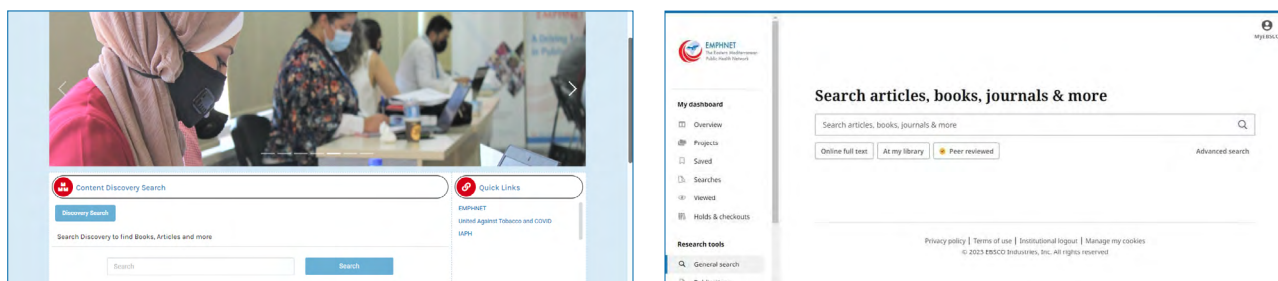 EMPHNET
Content Discovery Search
Discovery Search
Search Discovery to find Books, Articles and more
Search
Search
Quick Links
EMPHNET
United Against Tobacco and COVID
IAPH
EMPHNET
The Eastern Mediterranean
Public Health Network
My dashboard
Overview
Projects
Saved
Searches
Viewed
Holds & checkouts
Research tools
General search
MyEBSCO
Search articles, books, journals & more
Search articles, books, journals & more
Online full text
At my library
Peer reviewed
Advanced search
Privacy policy | Terms of use | Institutional logout | Manage my cookies
© 2023 EBSCO Industries, Inc. All rights reserved